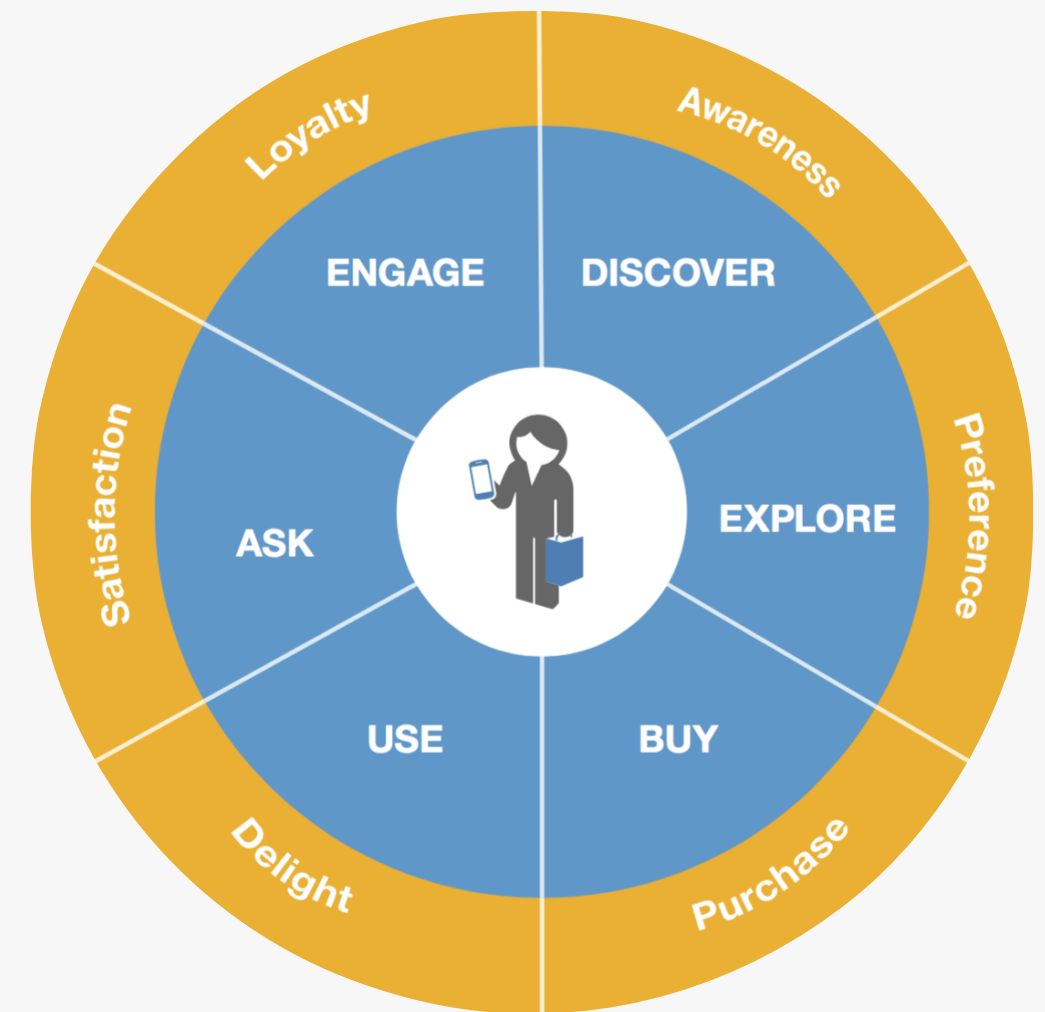 Loyalty
Awareness
ENGAGE
DISCOVER
Satisfaction
Preference
ASK
EXPLORE
USE
BUY
Delight
Purchase